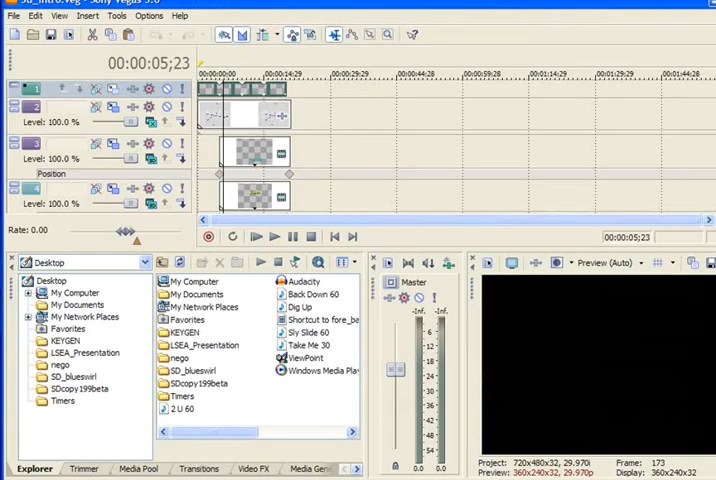 File Edit View Insert Tools Options Help
00:00:05;23
00:00:00;00 00:00:14;29 00:00:29;29 00:00:44;28 00:00:59;28 00:01:14;29 00:01:29;29 00:01:44;28
1
2
Level: 100.0 %
3
Level: 100.0 %
Position
4
Level: 100.0 %
Rate: 0.00
00:00:05;23
Desktop
Preview (Auto)
Desktop
My Computer
My Documents
My Network Places
Favorites
KEYGEN
LSEA_Presentation
nego
SD_blueswirl
SDcopy199beta
Timers
My Computer
My Documents
My Network Places
Favorites
KEYGEN
LSEA_Presentation
nego
SD_blueswirl
SDcopy199beta
Timers
2 U 60
Audacity
Back Down 60
Dig Up
Shortcut to fore_ba
Sly Slide 60
Take Me 30
ViewPoint
Windows Media Play
Master
-Inf. -Inf.
6
12
18
24
30
36
42
48
54
0.0 0.0
Project: 720x480x32, 29.970i
Preview: 360x240x32, 29.970p
Frame: 173
Display: 360x240x32
Explorer Trimmer Media Pool Transitions Video FX Media Gene